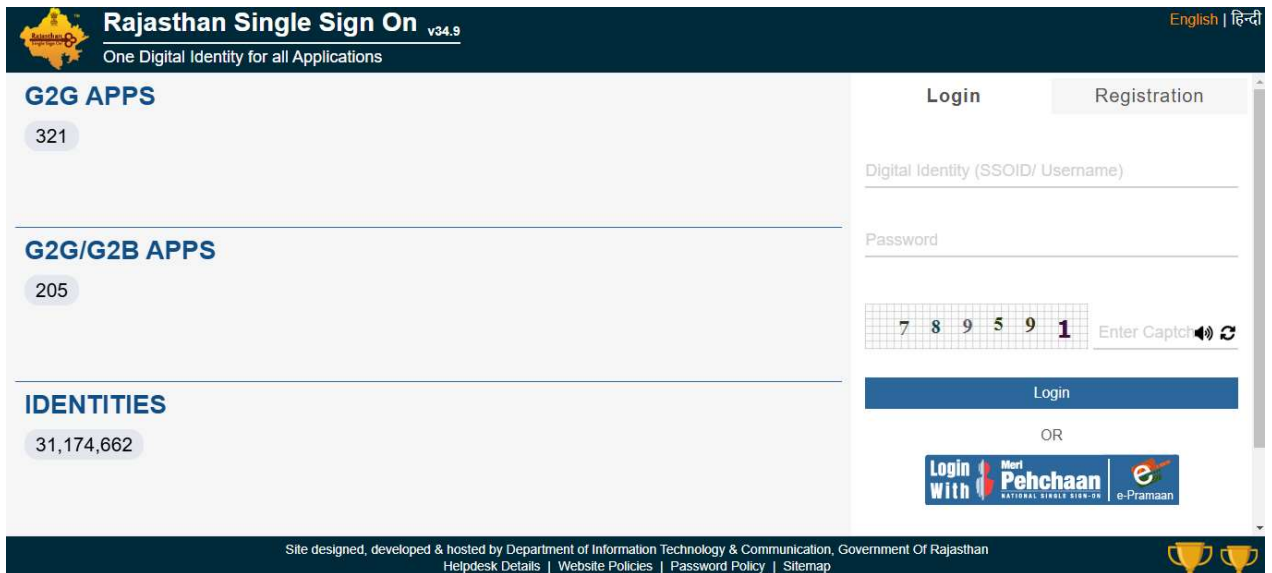 Rajasthan Single Sign On v34.9
One Digital Identity for all Applications
English | हिन्दी
G2G APPS
321
G2G/G2B APPS
205
IDENTITIES
31,174,662
Login
Registration
Digital Identity (SSOID/ Username)
Password
7 8 9 5 9 1
Enter Captch
Login
OR
Login With
Meri
Pehchaan
NATIONAL SINGLE SIGN-ON
e-Pramaan
Site designed, developed & hosted by Department of Information Technology & Communication, Government Of Rajasthan
Helpdesk Details | Website Policies | Password Policy | Sitemap